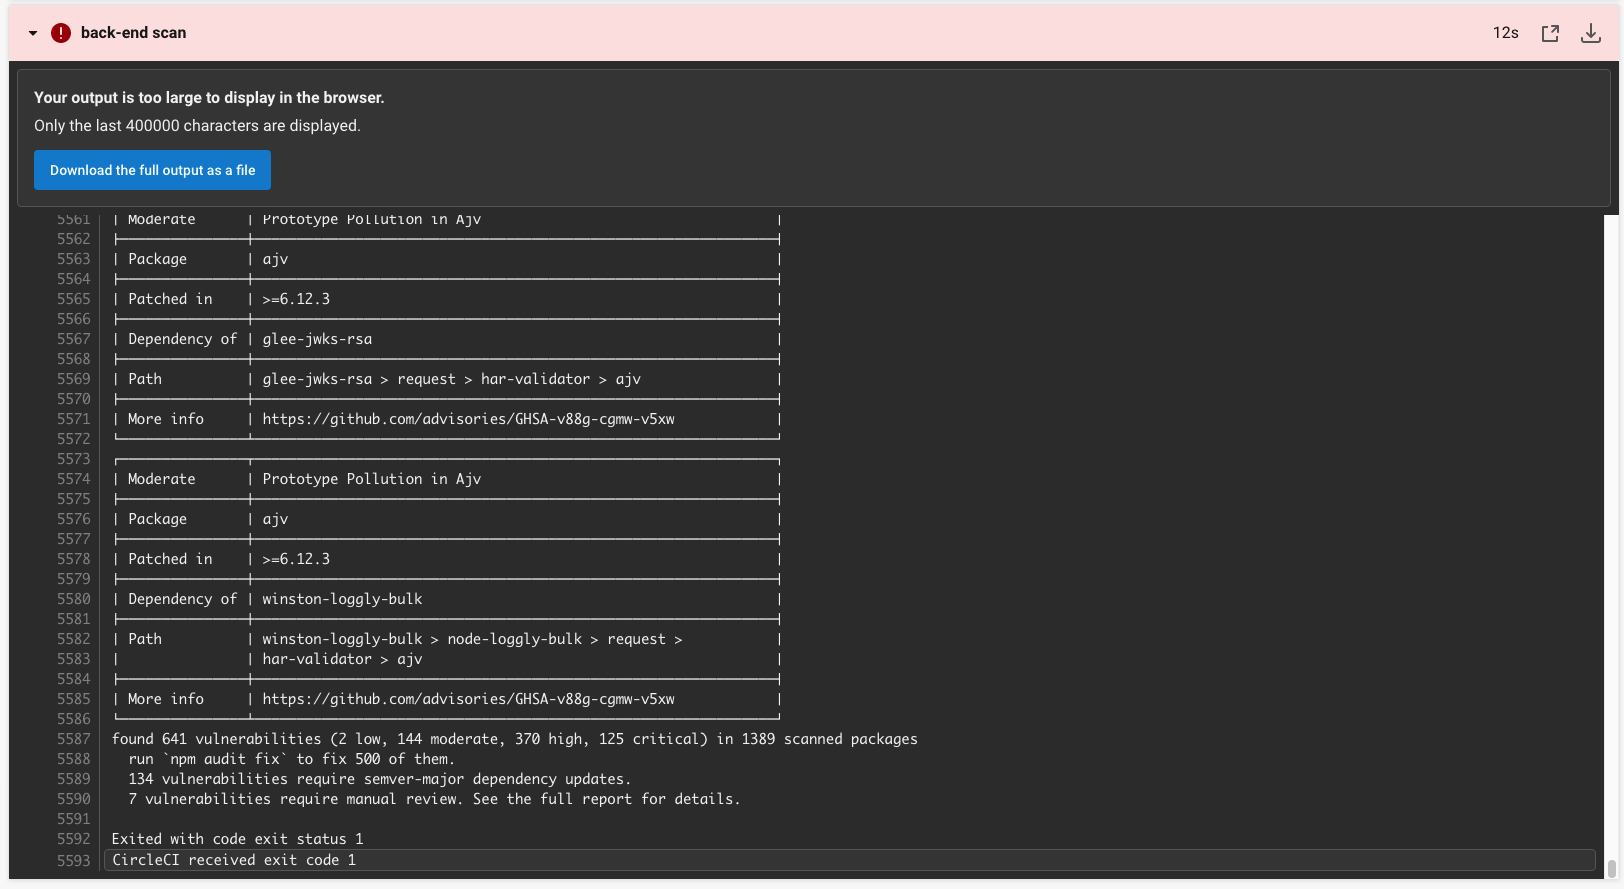 back-end scan 12s
Your output is too large to display in the browser.
Only the last 400000 characters are displayed.
Download the full output as a file
5561 | Moderate | Prototype Pollution in Ajv |
5562
5563 | Package | ajv |
5564
5565 | Patched in | >=6.12.3 |
5566
5567 | Dependency of | glee-jwks-rsa |
5568
5569 | Path | glee-jwks-rsa > request > har-validator > ajv |
5570
5571 | More info | https://github.com/advisories/GHSA-v88g-cgmw-v5xw |
5572
5573
5574 | Moderate | Prototype Pollution in Ajv |
5575
5576 | Package | ajv |
5577
5578 | Patched in | >=6.12.3 |
5579
5580 | Dependency of | winston-loggly-bulk |
5581
5582 | Path | winston-loggly-bulk > node-loggly-bulk > request > |
5583 | | har-validator > ajv |
5584
5585 | More info | https://github.com/advisories/GHSA-v88g-cgmw-v5xw |
5586
5587 found 641 vulnerabilities (2 low, 144 moderate, 370 high, 125 critical) in 1389 scanned packages
5588 run `npm audit fix` to fix 500 of them.
5589 134 vulnerabilities require semver-major dependency updates.
5590 7 vulnerabilities require manual review. See the full report for details.
5591
5592 Exited with code exit status 1
5593 CircleCI received exit code 1